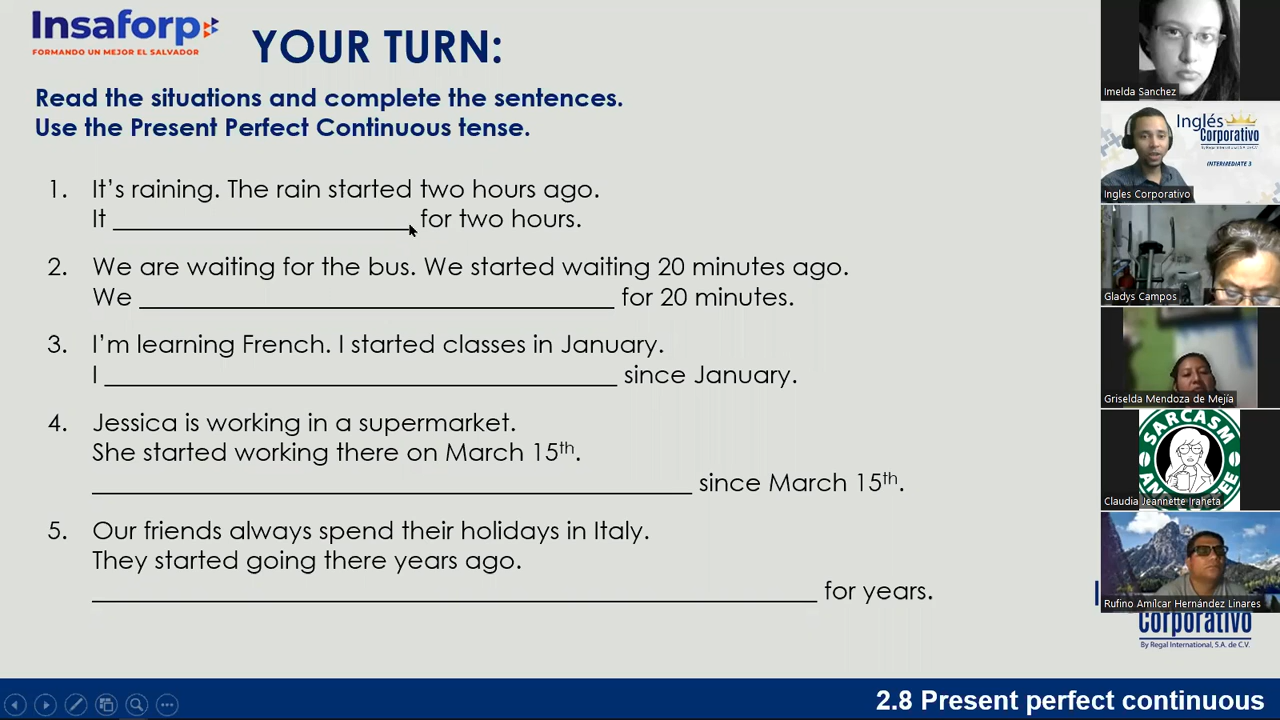 Insaforp
FORMANDO UN MEJOR EL SALVADOR
YOUR TURN:
Read the situations and complete the sentences.
Use the Present Perfect Continuous tense.
1. It's raining. The rain started two hours ago.
It ______________________ for two hours.
2. We are waiting for the bus. We started waiting 20 minutes ago.
We ___________________________________ for 20 minutes.
3. I'm learning French. I started classes in January.
I ______________________________________ since January.
4. Jessica is working in a supermarket.
She started working there on March 15th.
____________________________________________ since March 15th.
5. Our friends always spend their holidays in Italy.
They started going there years ago.
______________________________________________________ for years.
Imelda Sanchez
Inglés
Corporativo
INTERMEDIATE 3
Ingles Corporativo
Gladys Campos
Griselda Mendoza de Mejía
SARCASM
Claudia Jeannette Iraheta
Rufino Amílcar Hernández Linares
Corporativo
By Regal International, S.A. de C.V.
2.8 Present perfect continuous